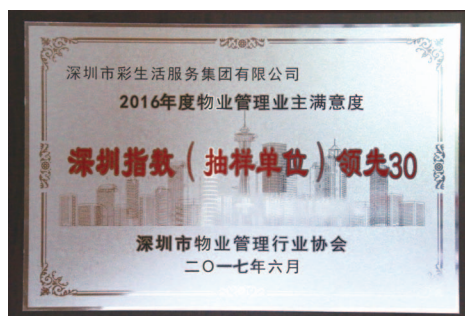 深圳市彩生活服务集团有限公司
2016年度物业管理业主满意度
深圳指数（抽样单位）领先30
深圳市物业管理行业协会
二〇一七年六月